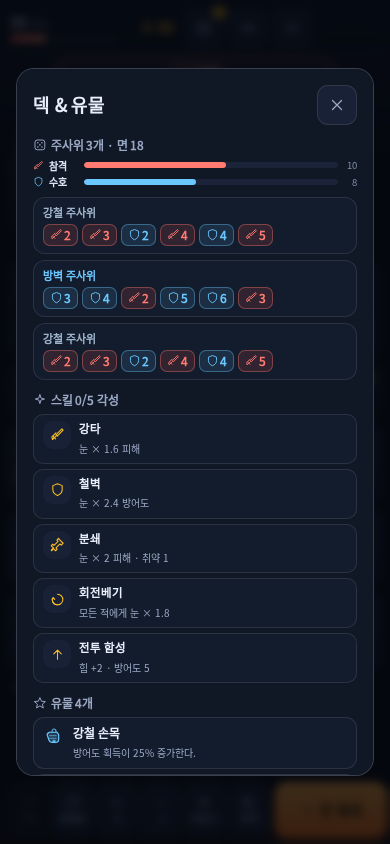 덱 & 유물
주사위 3개 · 면 18
참격 10
수호 8
강철 주사위
2 3 2 4 4 5
방벽 주사위
3 4 2 5 6 3
강철 주사위
2 3 2 4 4 5
스킬 0/5 각성
강타
눈 × 1.6 피해
철벽
눈 × 2.4 방어도
분쇄
눈 × 2 피해 · 취약 1
회전베기
모든 적에게 눈 × 1.8
전투 함성
힘 +2 · 방어도 5
유물 4개
강철 손목
방어도 획득이 25% 증가한다.